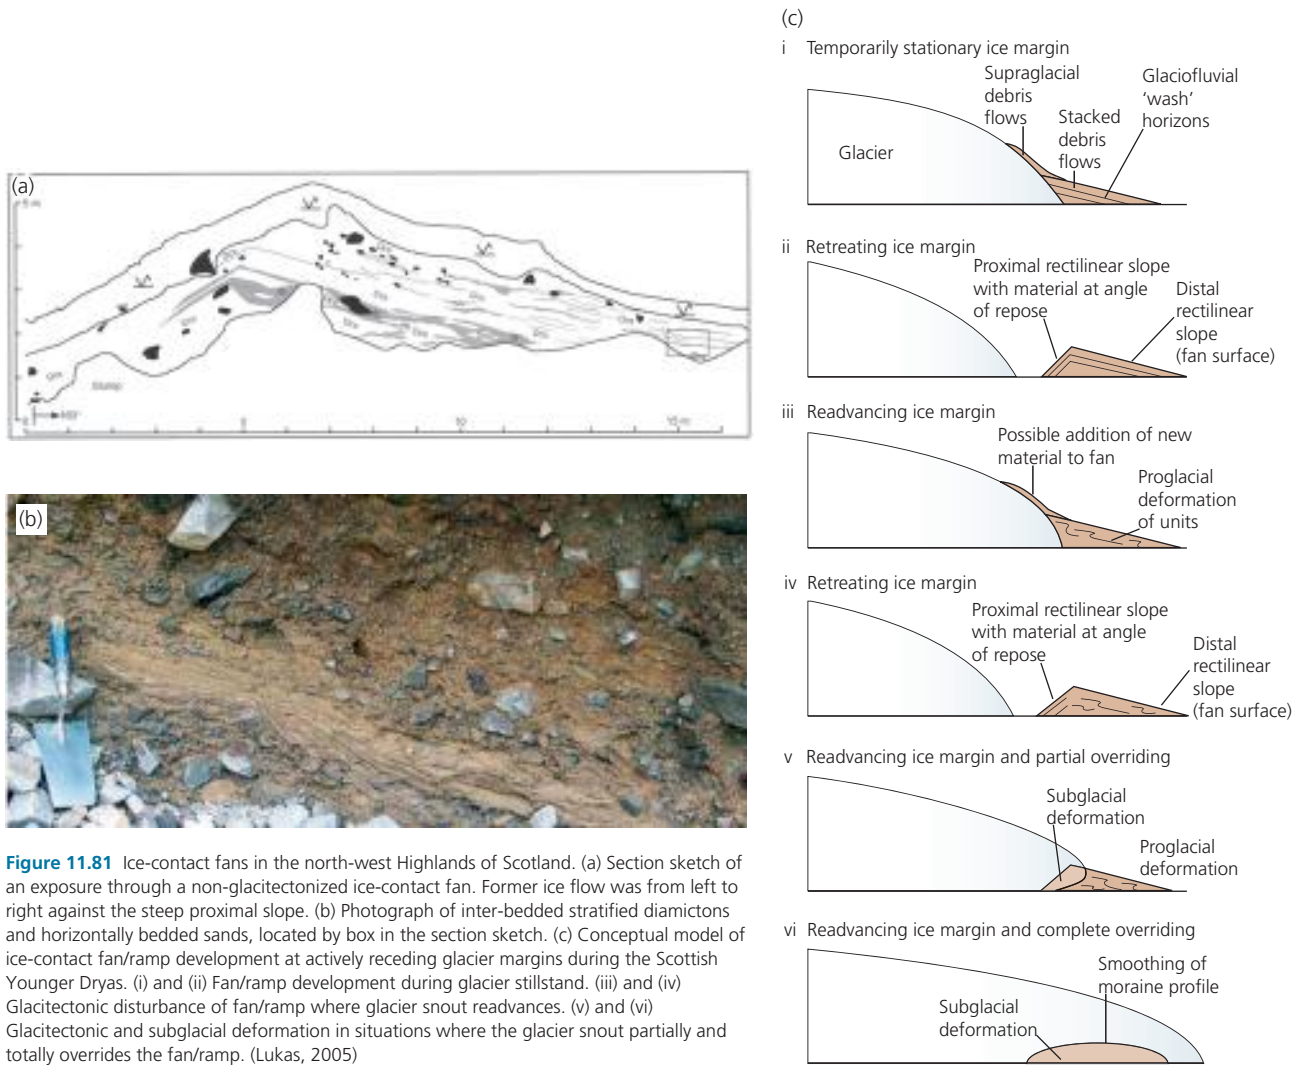 (a)
5 m
5
10
15 m
Slump
(b)
Figure 11.81 Ice-contact fans in the north-west Highlands of Scotland. (a) Section sketch of
an exposure through a non-glacitectonized ice-contact fan. Former ice flow was from left to
right against the steep proximal slope. (b) Photograph of inter-bedded stratified diamictons
and horizontally bedded sands, located by box in the section sketch. (c) Conceptual model of
ice-contact fan/ramp development at actively receding glacier margins during the Scottish
Younger Dryas. (i) and (ii) Fan/ramp development during glacier stillstand. (iii) and (iv)
Glacitectonic disturbance of fan/ramp where glacier snout readvances. (v) and (vi)
Glacitectonic and subglacial deformation in situations where the glacier snout partially and
totally overrides the fan/ramp. (Lukas, 2005)
(c)
i Temporarily stationary ice margin
Supraglacial
debris
flows
Stacked
debris
flows
Glaciofluvial
‘wash’
horizons
Glacier
ii Retreating ice margin
Proximal rectilinear slope
with material at angle
of repose
Distal
rectilinear
slope
(fan surface)
iii Readvancing ice margin
Possible addition of new
material to fan
Proglacial
deformation
of units
iv Retreating ice margin
Proximal rectilinear slope
with material at angle
of repose
Distal
rectilinear
slope
(fan surface)
v Readvancing ice margin and partial overriding
Subglacial
deformation
Proglacial
deformation
vi Readvancing ice margin and complete overriding
Smoothing of
moraine profile
Subglacial
deformation